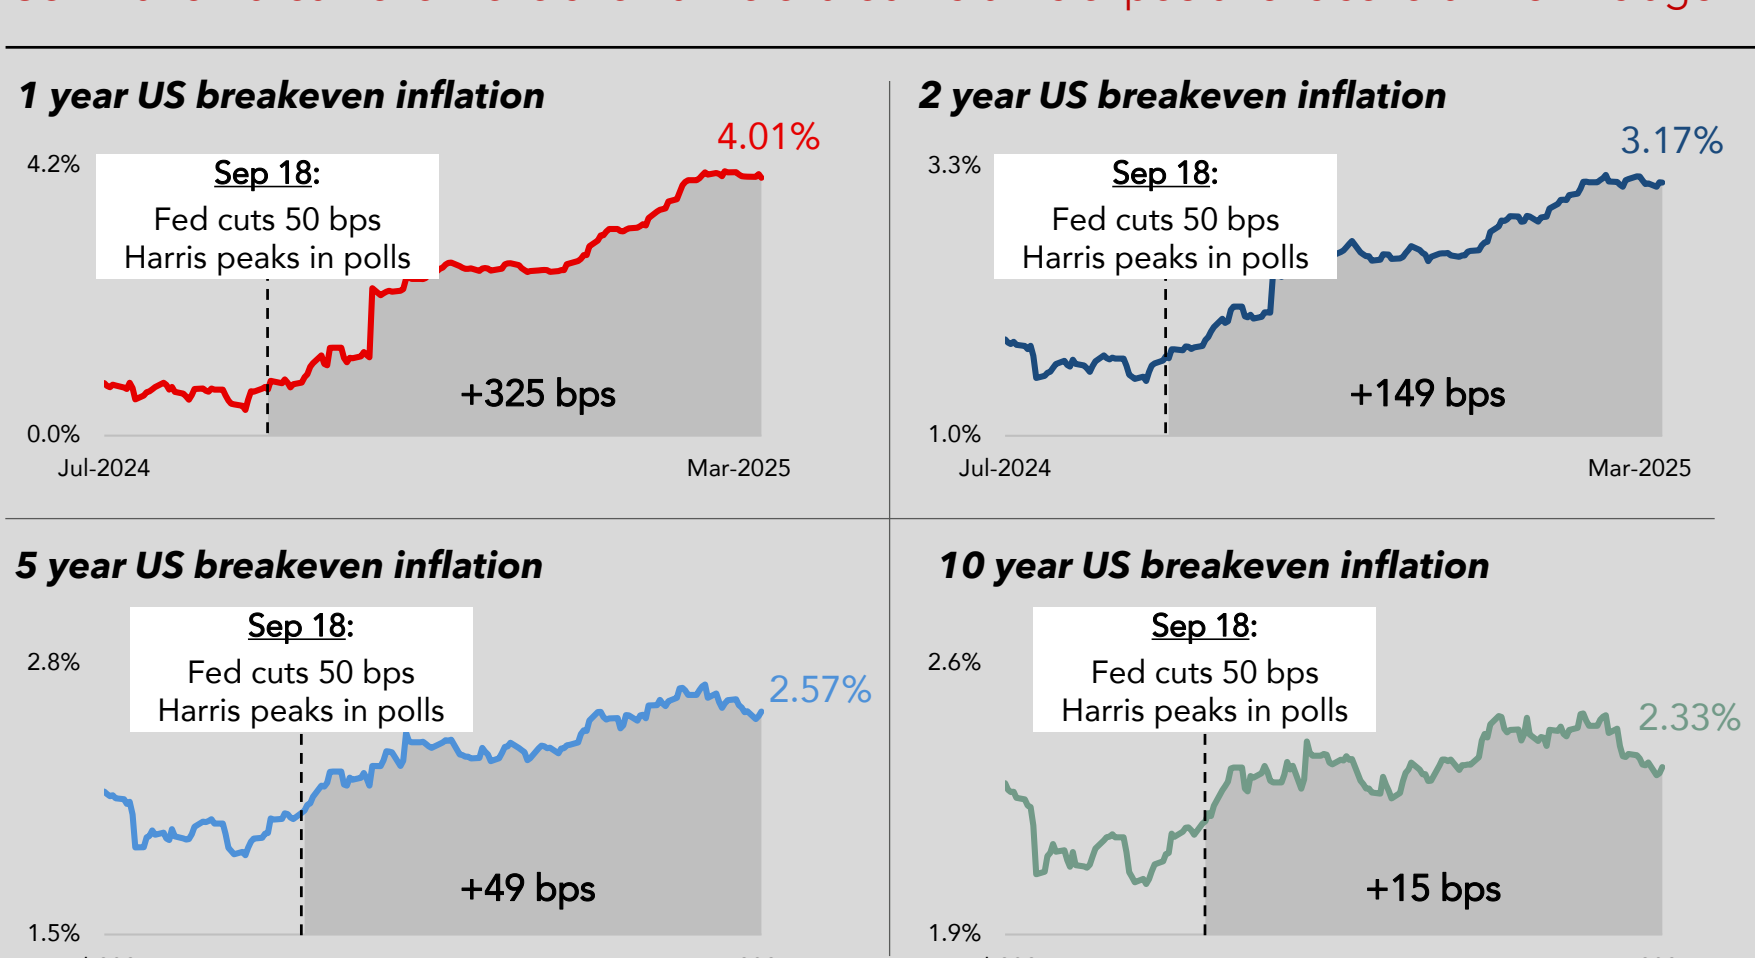 1 year US breakeven inflation
4.01%
4.2%
Sep 18:
Fed cuts 50 bps
Harris peaks in polls
+325 bps
0.0%
Jul-2024
Mar-2025
2 year US breakeven inflation
3.17%
3.3%
Sep 18:
Fed cuts 50 bps
Harris peaks in polls
+149 bps
1.0%
Jul-2024
Mar-2025
5 year US breakeven inflation
2.8%
Sep 18:
Fed cuts 50 bps
Harris peaks in polls
2.57%
+49 bps
1.5%
10 year US breakeven inflation
2.6%
Sep 18:
Fed cuts 50 bps
Harris peaks in polls
2.33%
+15 bps
1.9%